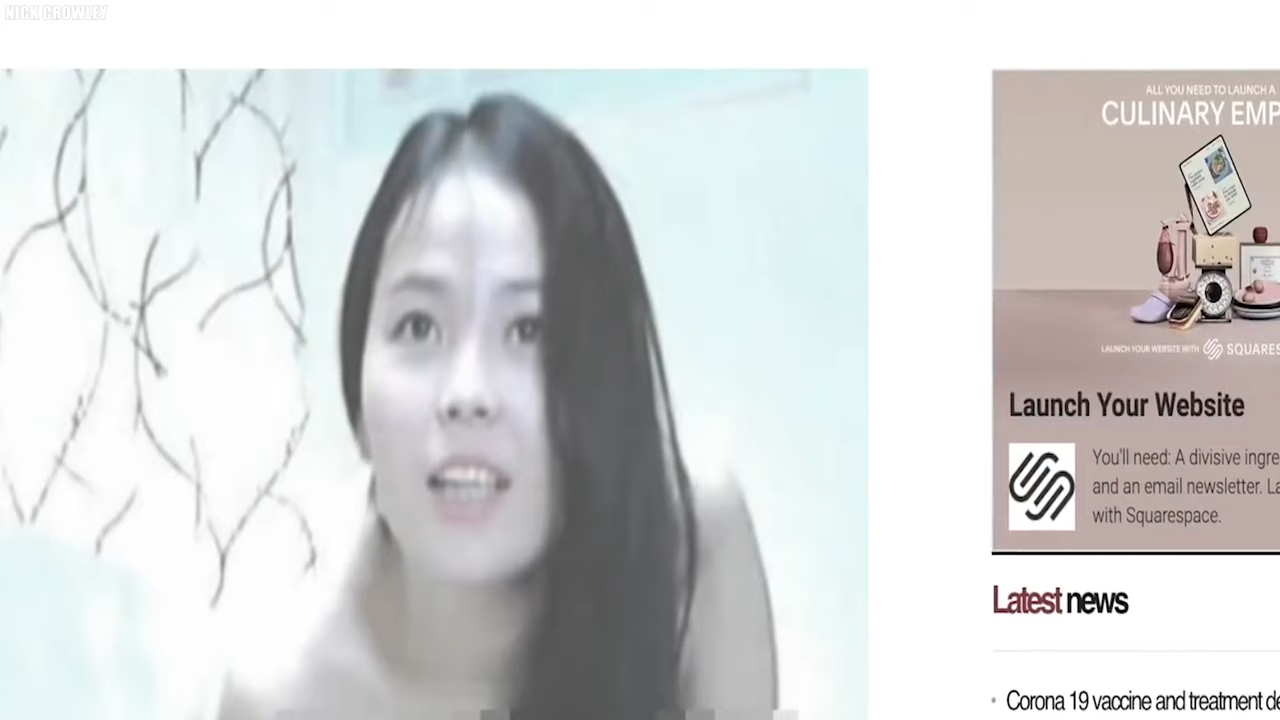 NICK CROWLEY
ALL YOU NEED TO LAUNCH A
CULINARY EMP
LAUNCH YOUR WEBSITE WITH SQUARES
Launch Your Website
You'll need: A divisive ingre
and an email newsletter. La
with Squarespace.
Latest news
Corona 19 vaccine and treatment de